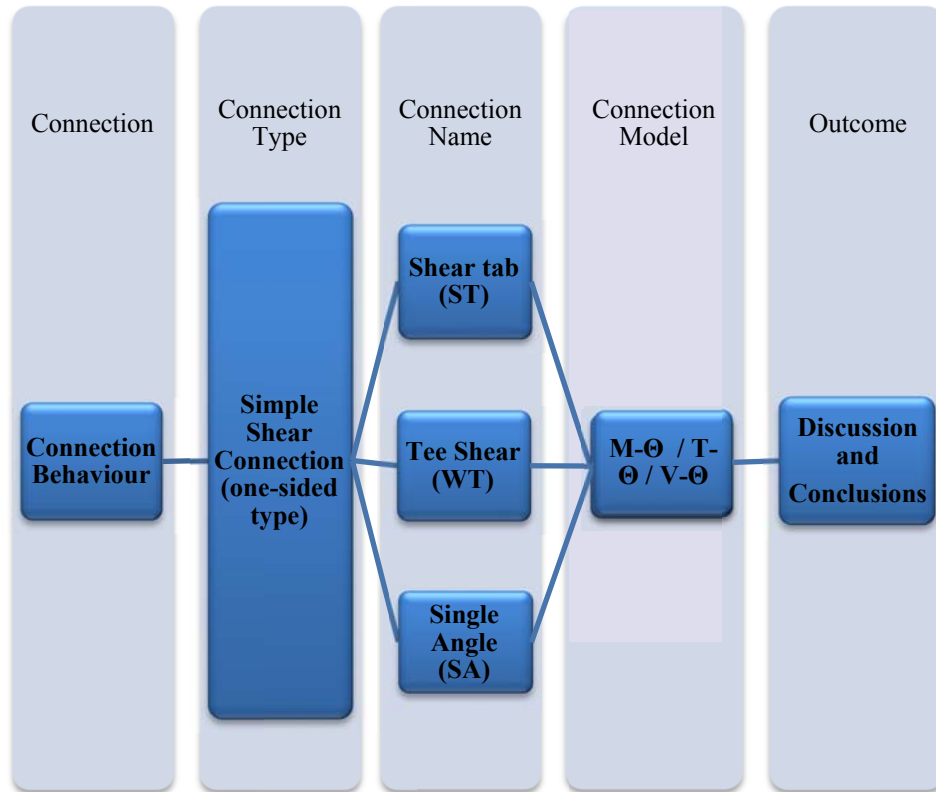 Connection
Connection
Type
Connection
Name
Connection
Model
Outcome
Connection
Behaviour
Simple
Shear
Connection
(one-sided
type)
Shear tab
(ST)
Tee Shear
(WT)
Single
Angle
(SA)
M-Θ / T-
Θ / V-Θ
Discussion
and
Conclusions